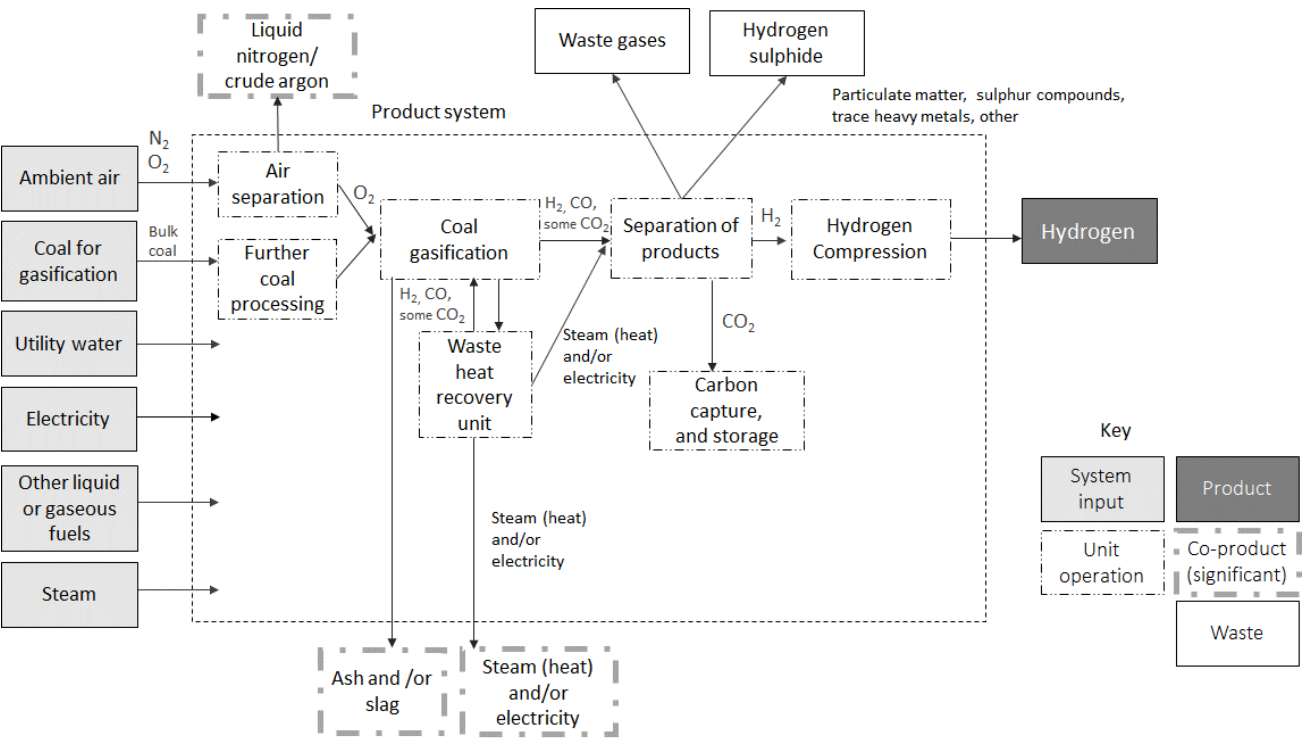 Liquid
nitrogen/
crude argon
Waste gases
Hydrogen
sulphide
Particulate matter, sulphur compounds,
trace heavy metals, other
Product system
N₂
O₂
Ambient air
Air
separation
O₂
Coal for
gasification
Bulk
coal
Further
coal
processing
Coal
gasification
H₂, CO,
some CO₂
Separation of
products
H₂
Hydrogen
Compression
Hydrogen
H₂, CO,
some CO₂
Utility water
Waste
heat
recovery
unit
Steam (heat)
and/or
electricity
CO₂
Carbon
capture,
and storage
Electricity
Other liquid
or gaseous
fuels
Steam (heat)
and/or
electricity
Steam
Ash and /or
slag
Steam (heat)
and/or
electricity
Key
System
input
Product
Unit
operation
Co-product
(significant)
Waste